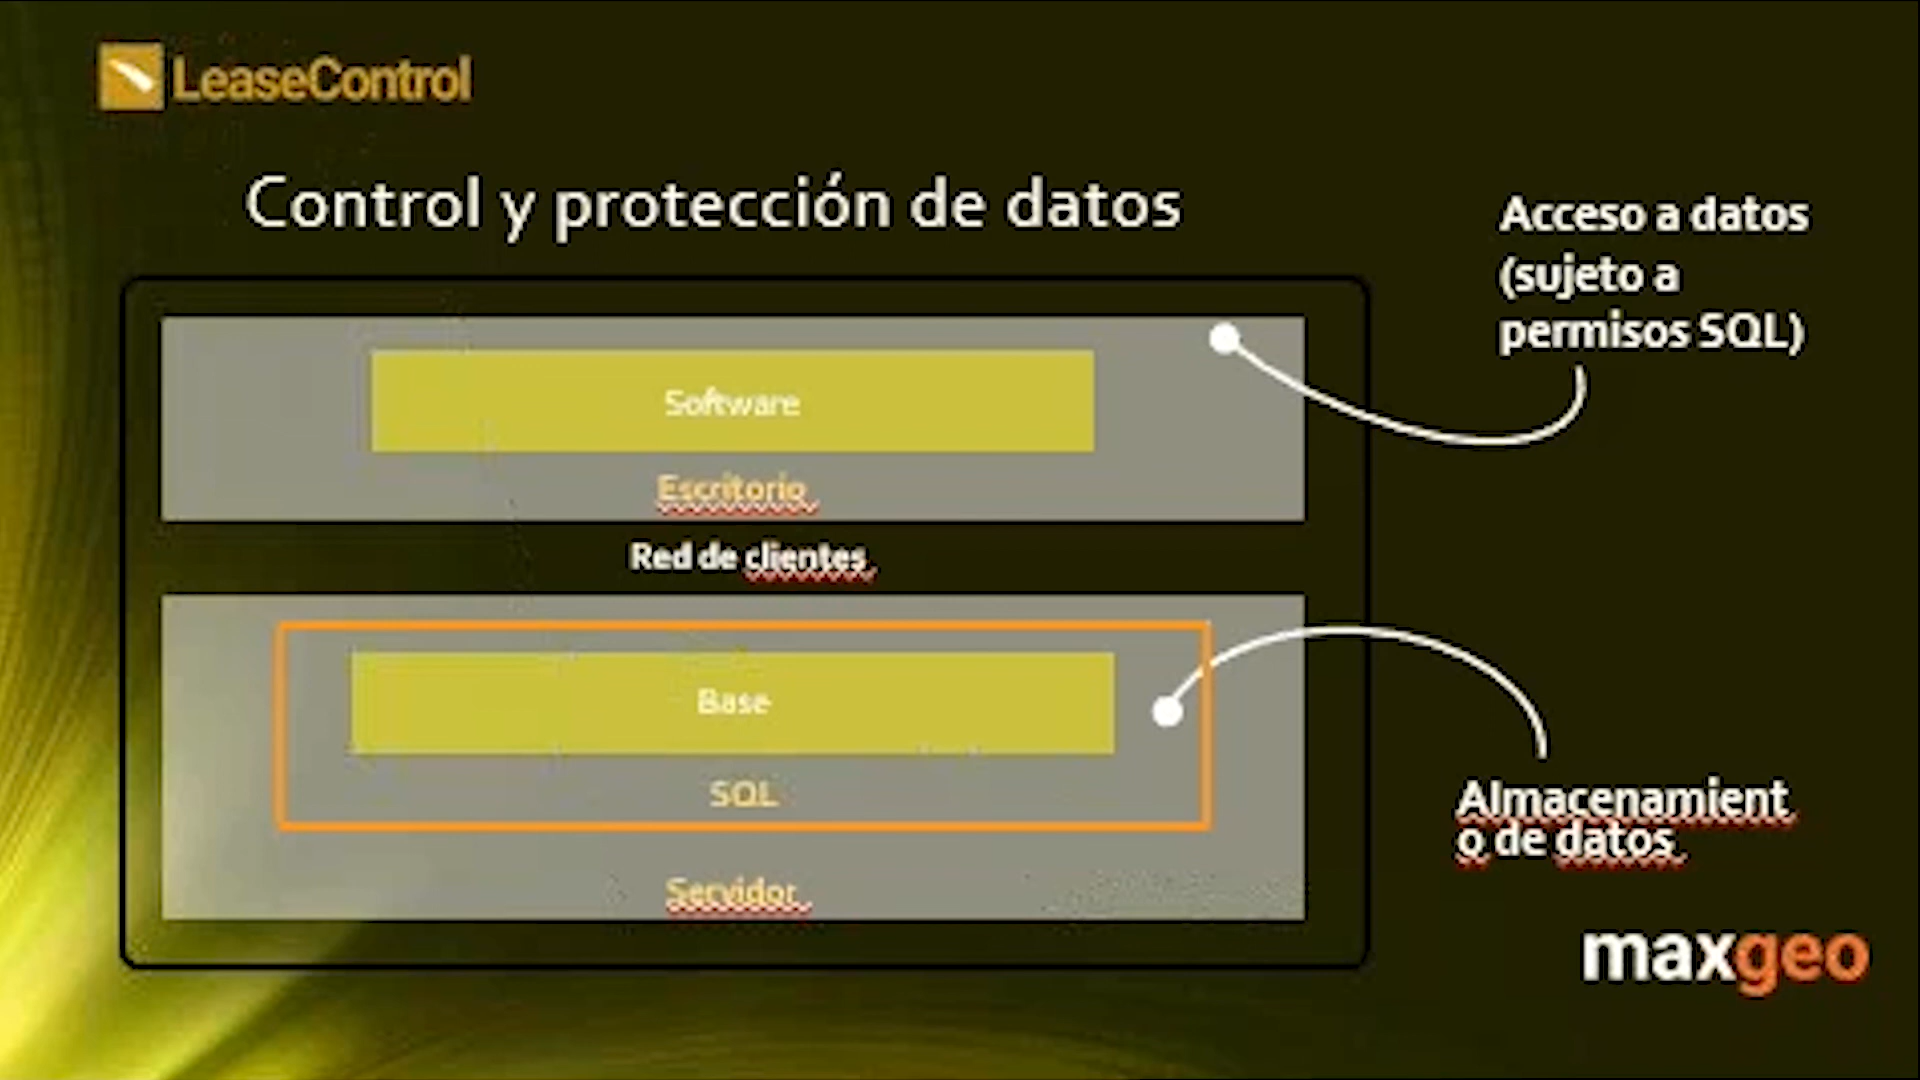 LeaseControl
Control y protección de datos
Acceso a datos
(sujeto a
permisos SQL)
Software
Escritorio
Red de clientes
Base
SQL
Servidor
Almacenamient
o de datos
maxgeo